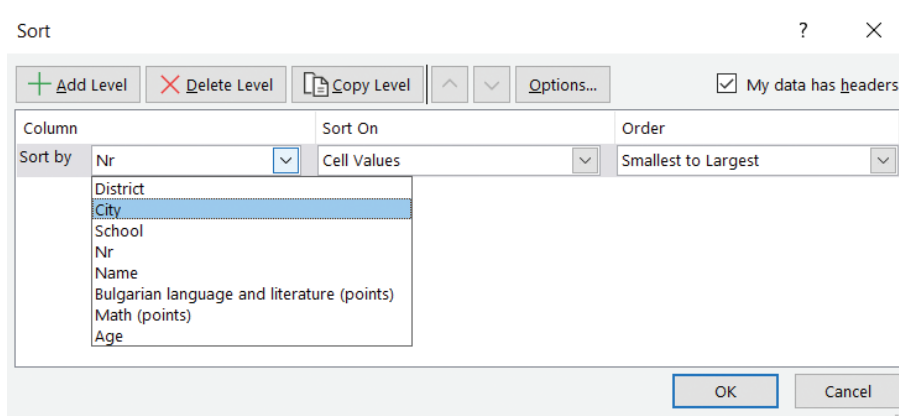 Sort ?
Add Level Delete Level Copy Level Options... My data has headers
Column Sort On Order
Sort by Nr Cell Values Smallest to Largest
District
City
School
Nr
Name
Bulgarian language and literature (points)
Math (points)
Age
OK Cancel